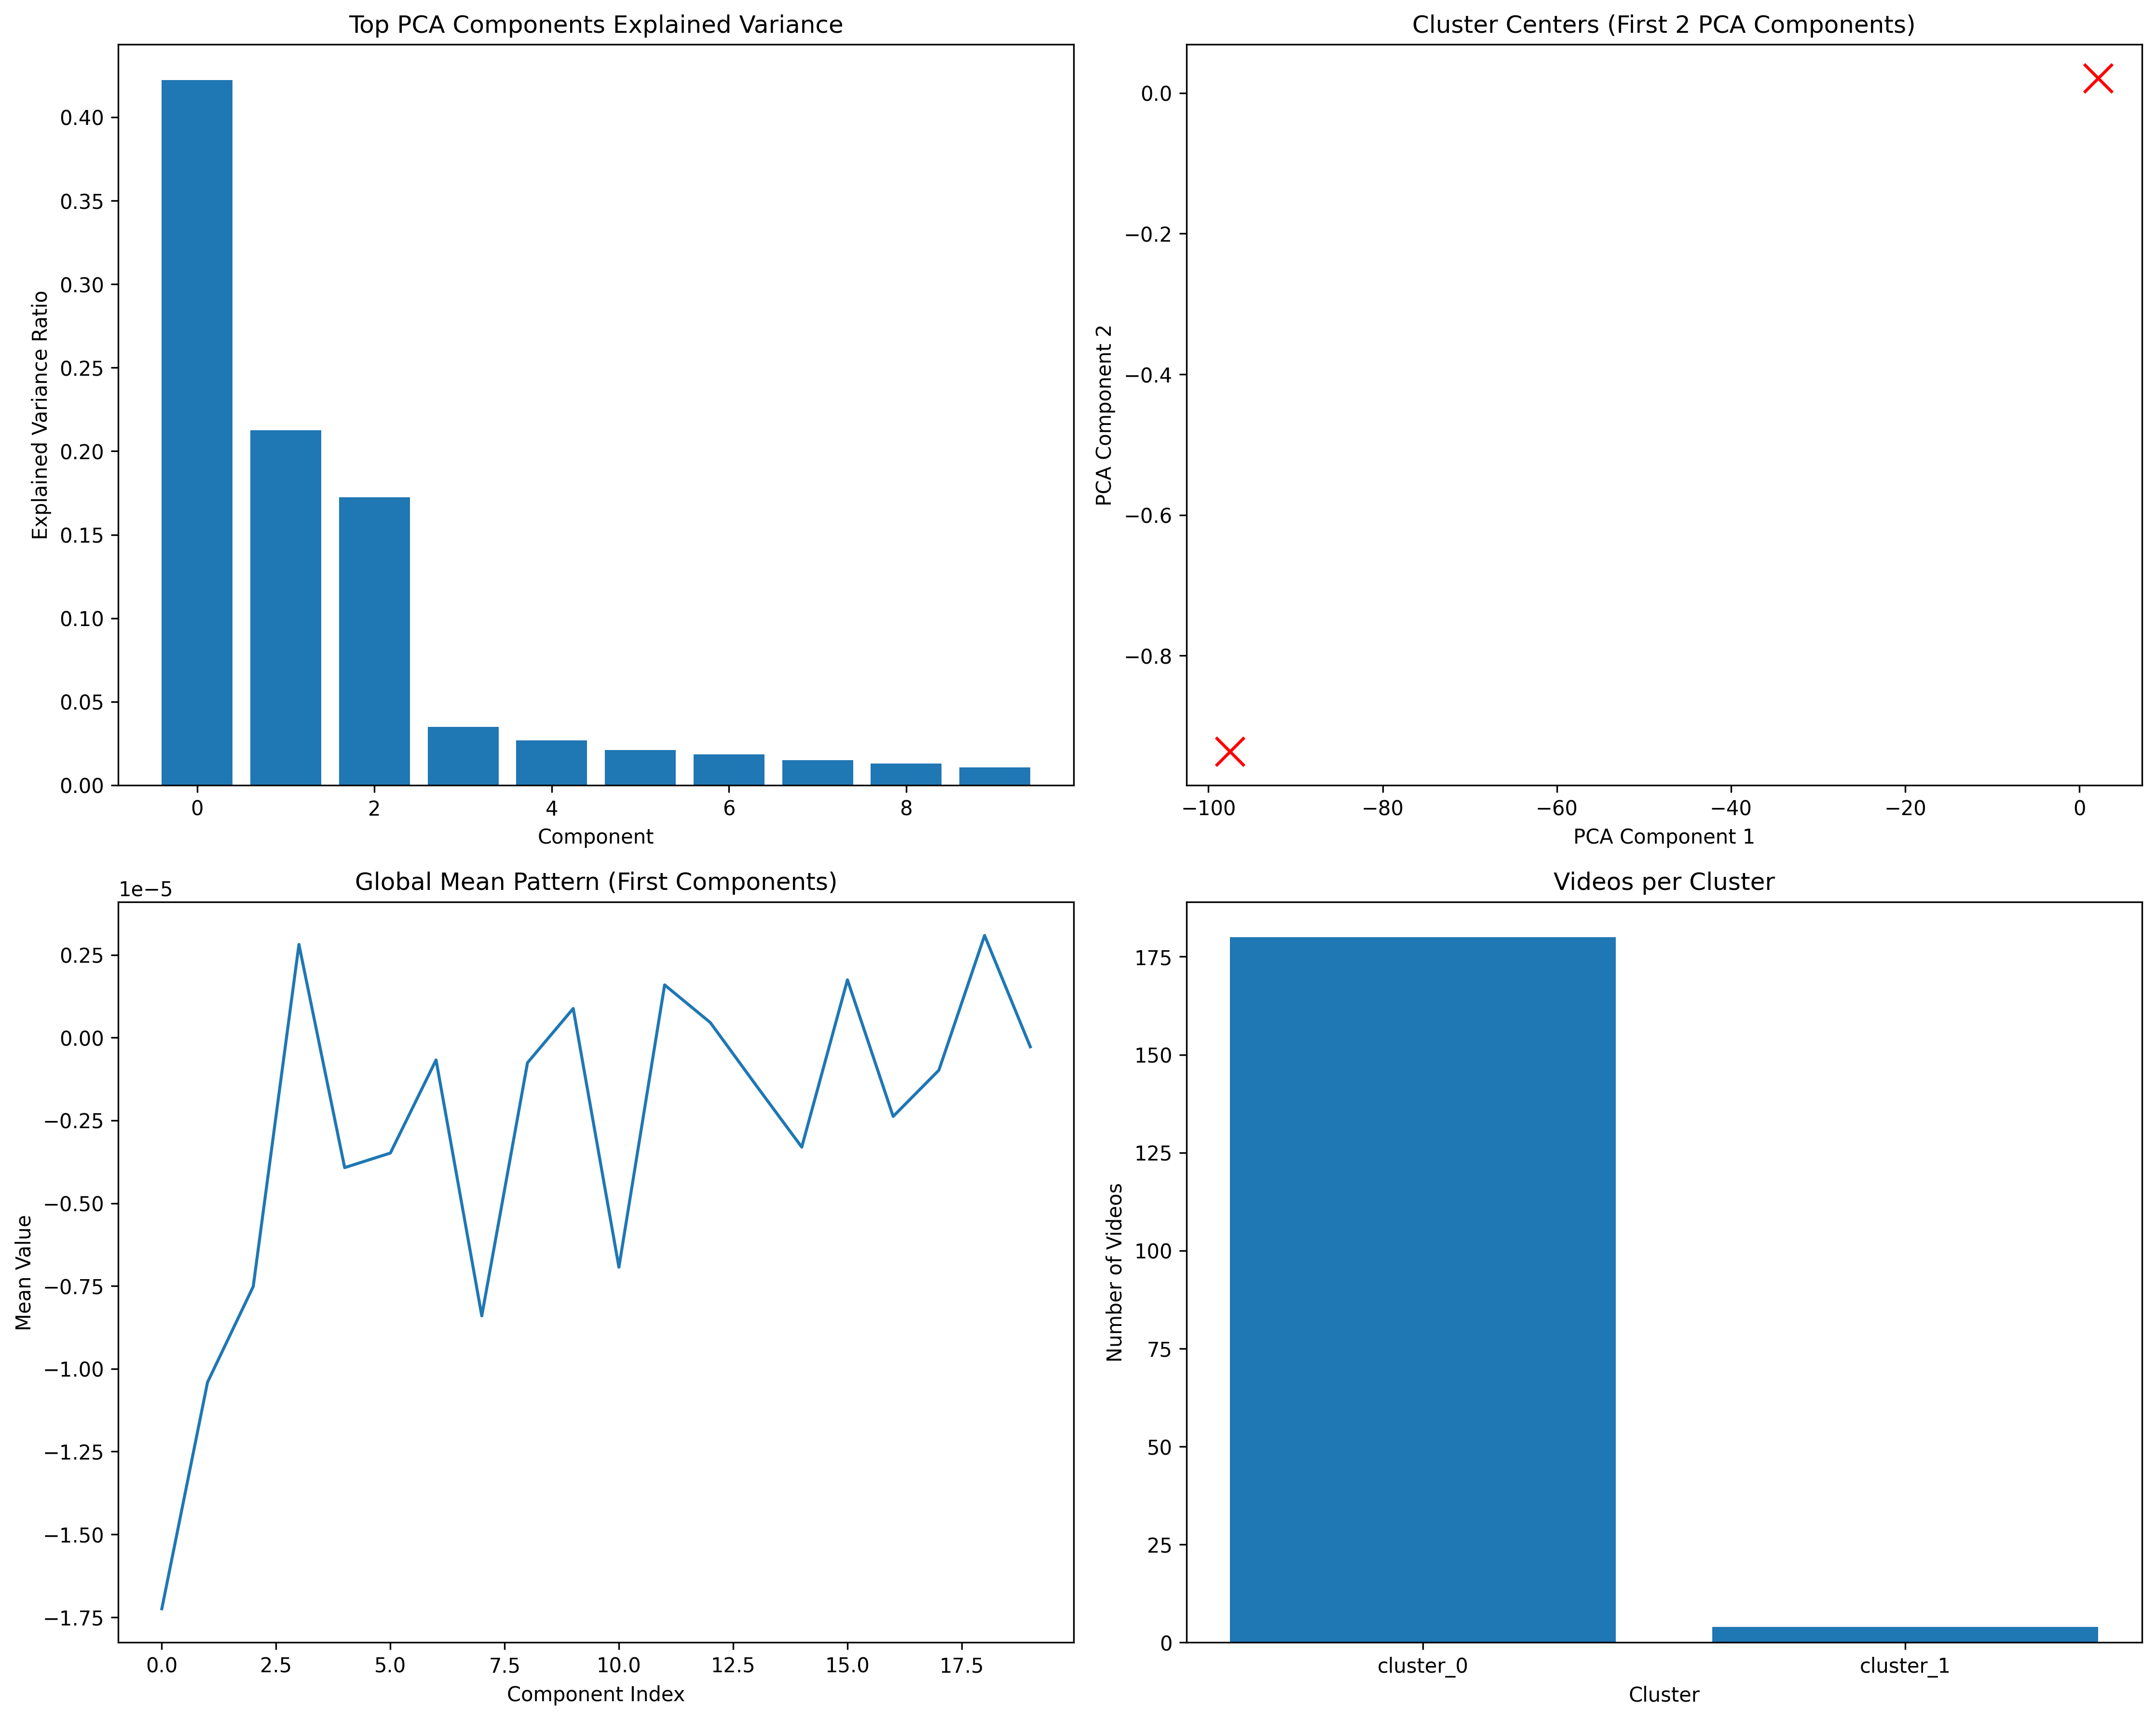 Top PCA Components Explained Variance
Explained Variance Ratio
0.40
0.35
0.30
0.25
0.20
0.15
0.10
0.05
0.00
0 2 4 6 8
Component
Cluster Centers (First 2 PCA Components)
PCA Component 2
0.0
−0.2
−0.4
−0.6
−0.8
−100 −80 −60 −40 −20 0
PCA Component 1
Global Mean Pattern (First Components)
1e−5
Mean Value
0.25
0.00
−0.25
−0.50
−0.75
−1.00
−1.25
−1.50
−1.75
0.0 2.5 5.0 7.5 10.0 12.5 15.0 17.5
Component Index
Videos per Cluster
Number of Videos
175
150
125
100
75
50
25
0
cluster_0 cluster_1
Cluster